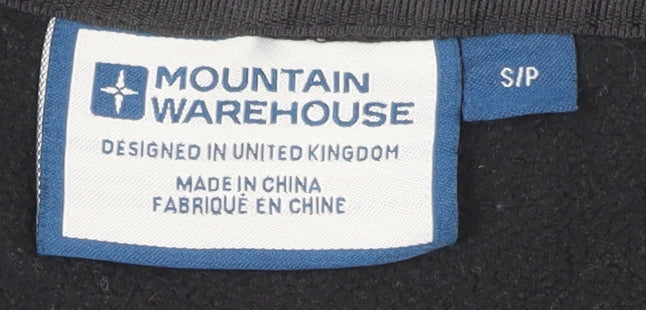 MOUNTAIN
WAREHOUSE
DESIGNED IN UNITED KINGDOM
MADE IN CHINA
FABRIQUÉ EN CHINE
S/P